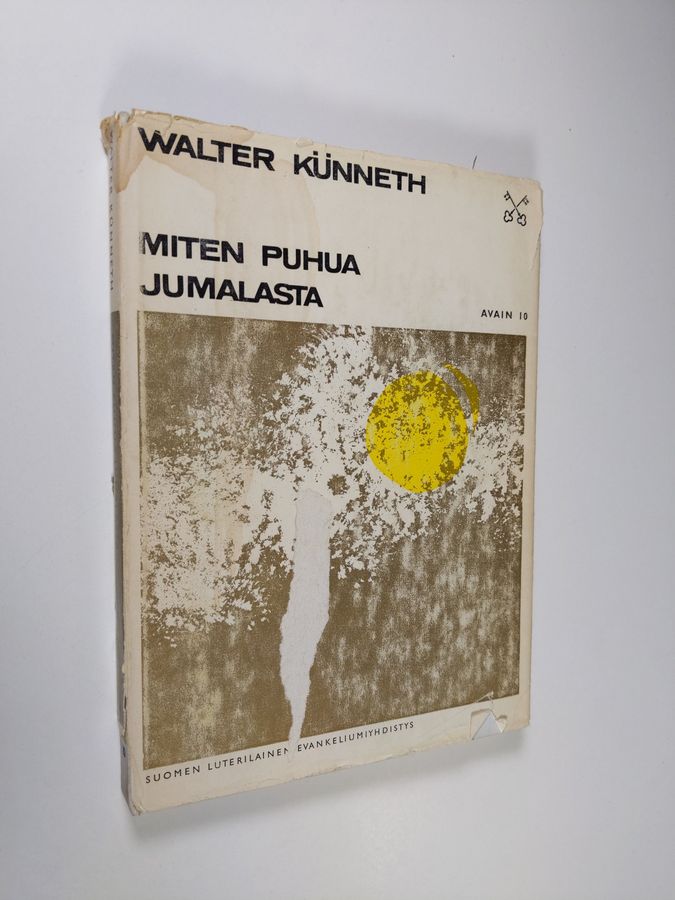 WALTER KÜNNETH
MITEN PUHUA
JUMALASTA
AVAIN 10
SUOMEN LUTERILAINEN EVANKELIUMIYHDISTYS